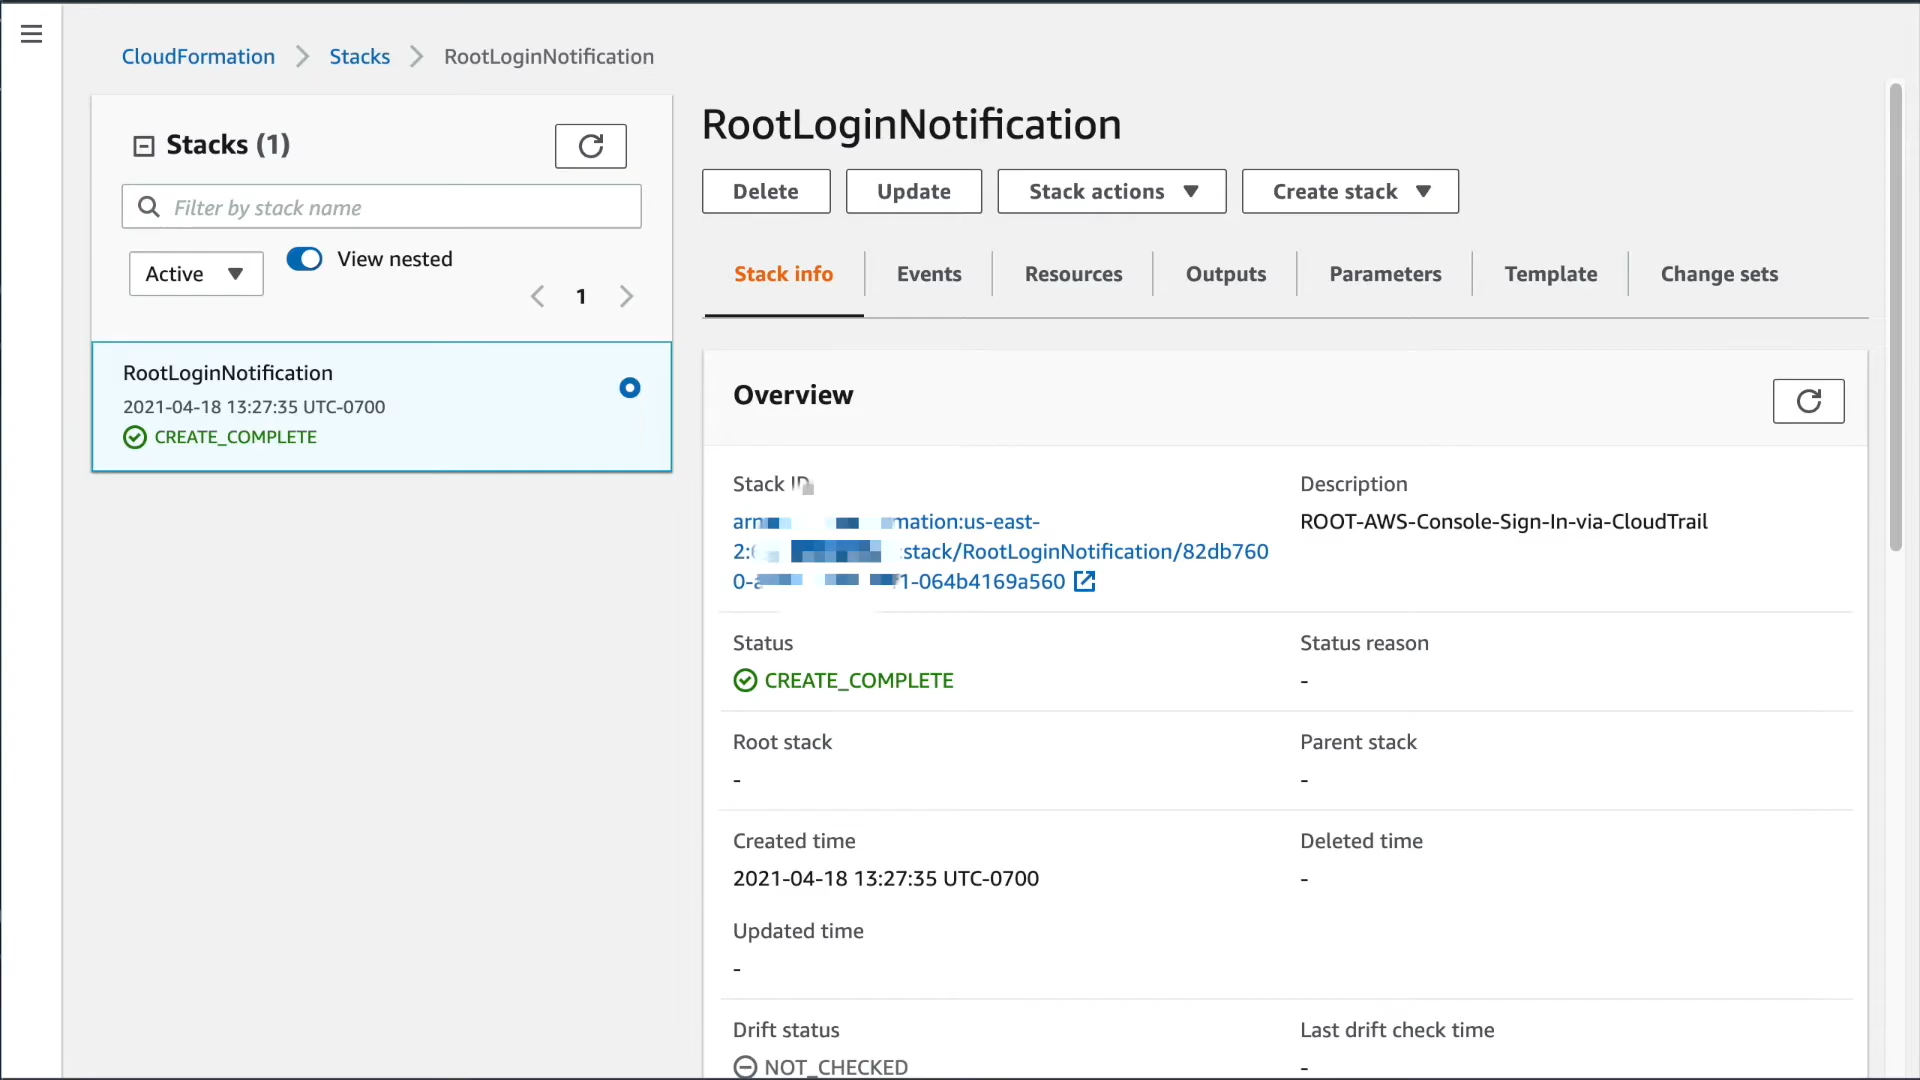 CloudFormation > Stacks > RootLoginNotification
Stacks (1)
Filter by stack name
Active
View nested
1
RootLoginNotification
2021-04-18 13:27:35 UTC-0700
CREATE_COMPLETE
RootLoginNotification
Delete
Update
Stack actions
Create stack
Stack info
Events
Resources
Outputs
Parameters
Template
Change sets
Overview
Stack ID
mation:us-east-
:stack/RootLoginNotification/82db760
1-064b4169a560
Description
ROOT-AWS-Console-Sign-In-via-CloudTrail
Status
CREATE_COMPLETE
Status reason
-
Root stack
-
Parent stack
-
Created time
2021-04-18 13:27:35 UTC-0700
Deleted time
-
Updated time
-
Drift status
NOT_CHECKED
Last drift check time
-